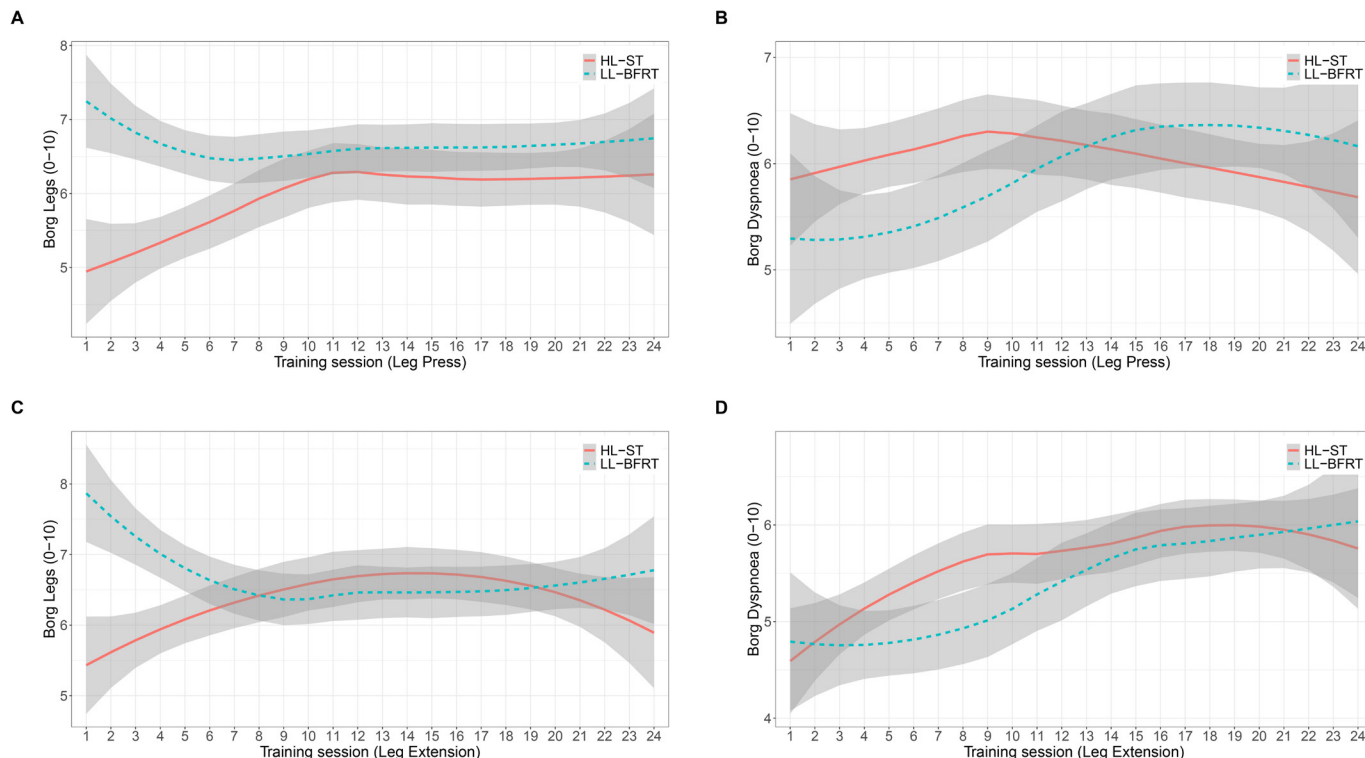 A
8
7
6
5
Borg Legs (0−10)
HL−ST
LL−BFRT
1 2 3 4 5 6 7 8 9 10 11 12 13 14 15 16 17 18 19 20 21 22 23 24
Training session (Leg Press)
B
7
6
5
Borg Dyspnoea (0−10)
HL−ST
LL−BFRT
1 2 3 4 5 6 7 8 9 10 11 12 13 14 15 16 17 18 19 20 21 22 23 24
Training session (Leg Press)
C
8
7
6
5
Borg Legs (0−10)
HL−ST
LL−BFRT
1 2 3 4 5 6 7 8 9 10 11 12 13 14 15 16 17 18 19 20 21 22 23 24
Training session (Leg Extension)
D
6
5
4
Borg Dyspnoea (0−10)
HL−ST
LL−BFRT
1 2 3 4 5 6 7 8 9 10 11 12 13 14 15 16 17 18 19 20 21 22 23 24
Training session (Leg Extension)